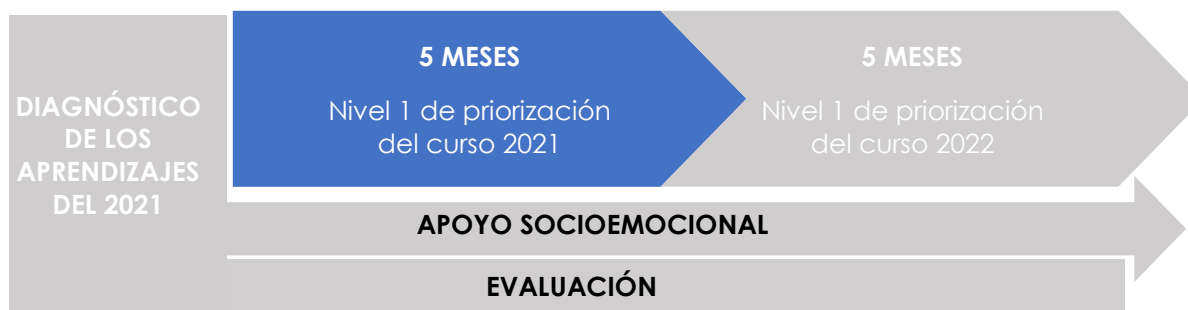 DIAGNÓSTICO
DE LOS
APRENDIZAJES
DEL 2021
5 MESES
Nivel 1 de priorización
del curso 2021
5 MESES
Nivel 1 de priorización
del curso 2022
APOYO SOCIOEMOCIONAL
EVALUACIÓN